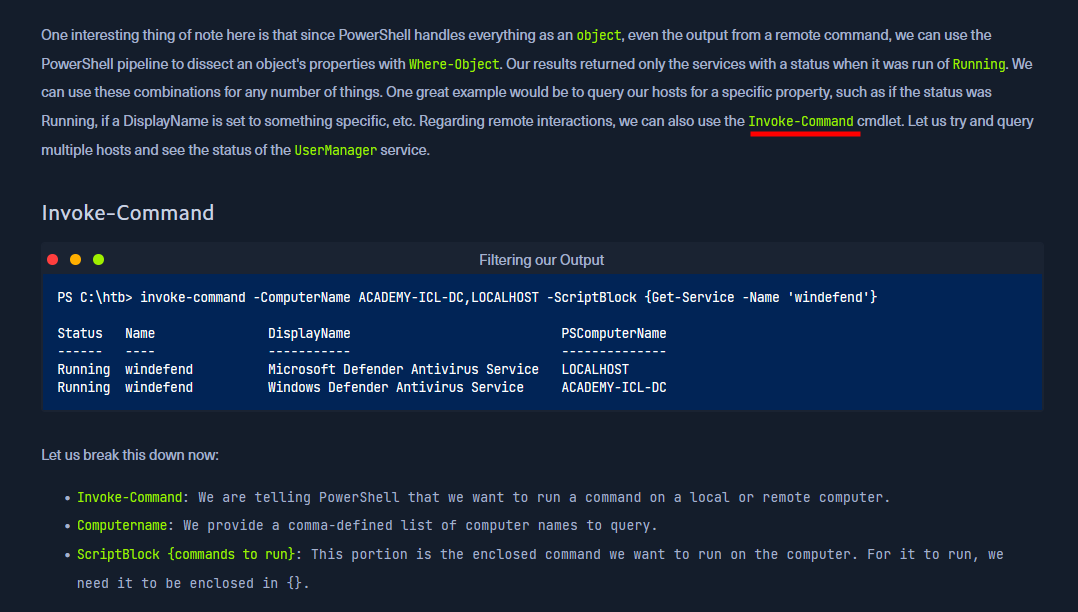 One interesting thing of note here is that since PowerShell handles everything as an object, even the output from a remote command, we can use the
PowerShell pipeline to dissect an object's properties with Where-Object. Our results returned only the services with a status when it was run of Running. We
can use these combinations for any number of things. One great example would be to query our hosts for a specific property, such as if the status was
Running, if a DisplayName is set to something specific, etc. Regarding remote interactions, we can also use the Invoke-Command cmdlet. Let us try and query
multiple hosts and see the status of the UserManager service.
Invoke-Command
Filtering our Output
PS C:\htb> invoke-command -ComputerName ACADEMY-ICL-DC,LOCALHOST -ScriptBlock {Get-Service -Name 'windefend'}
Status   Name               DisplayName                            PSComputerName
------   ----               -----------                            --------------
Running  windefend          Microsoft Defender Antivirus Service   LOCALHOST
Running  windefend          Windows Defender Antivirus Service     ACADEMY-ICL-DC
Let us break this down now:
• Invoke-Command: We are telling PowerShell that we want to run a command on a local or remote computer.
• Computername: We provide a comma-defined list of computer names to query.
• ScriptBlock {commands to run}: This portion is the enclosed command we want to run on the computer. For it to run, we
need it to be enclosed in {}.